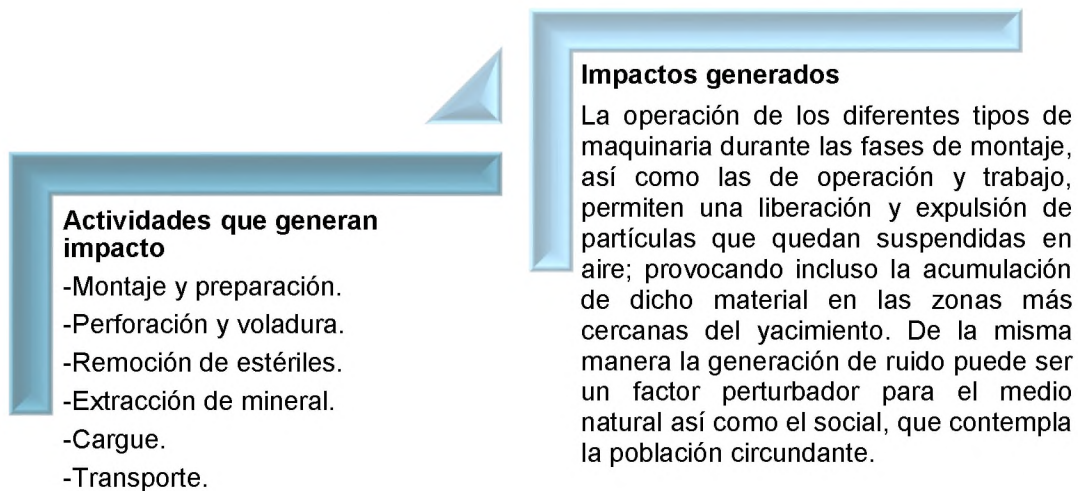 Actividades que generan
impacto
-Montaje y preparación.
-Perforación y voladura.
-Remoción de estériles.
-Extracción de mineral.
-Cargue.
-Transporte.
Impactos generados
La operación de los diferentes tipos de
maquinaria durante las fases de montaje,
así como las de operación y trabajo,
permiten una liberación y expulsión de
partículas que quedan suspendidas en
aire; provocando incluso la acumulación
de dicho material en las zonas más
cercanas del yacimiento. De la misma
manera la generación de ruido puede ser
un factor perturbador para el medio
natural así como el social, que contempla
la población circundante.